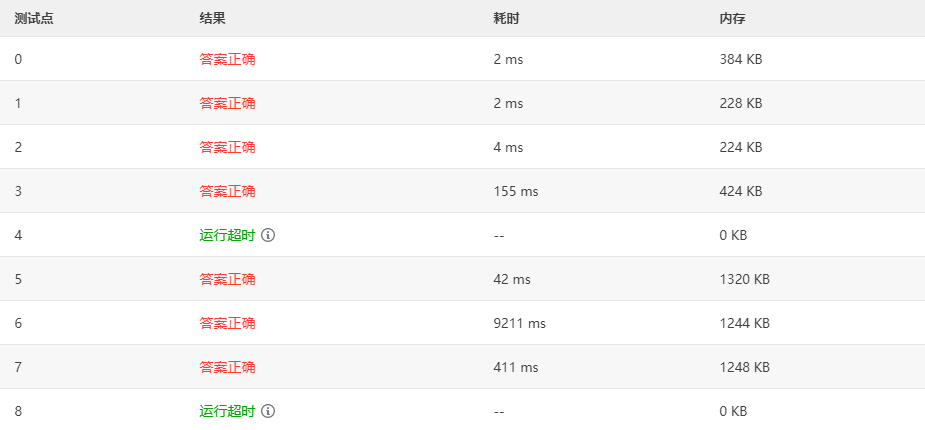 测试点 结果 耗时 内存
0 答案正确 2 ms 384 KB
1 答案正确 2 ms 228 KB
2 答案正确 4 ms 224 KB
3 答案正确 155 ms 424 KB
4 运行超时 -- 0 KB
5 答案正确 42 ms 1320 KB
6 答案正确 9211 ms 1244 KB
7 答案正确 411 ms 1248 KB
8 运行超时 -- 0 KB